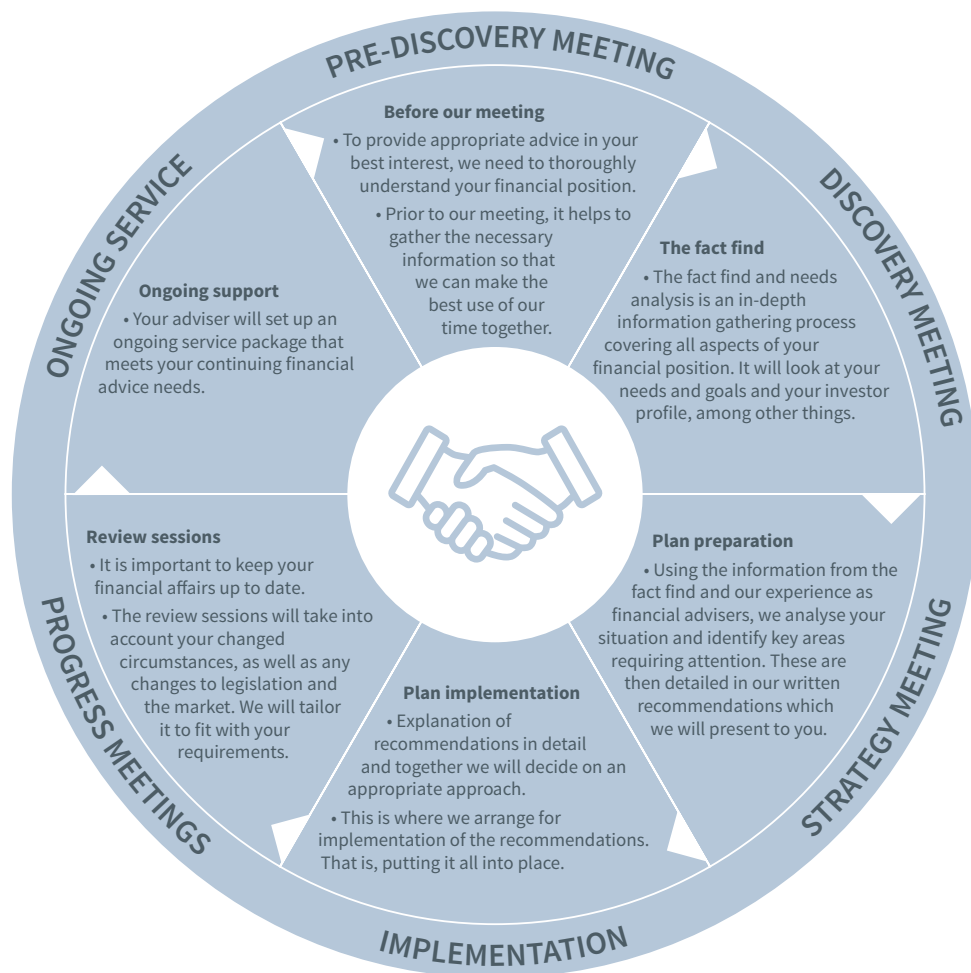 PRE-DISCOVERY MEETING
Before our meeting
• To provide appropriate advice in your
best interest, we need to thoroughly
understand your financial position.
• Prior to our meeting, it helps to
gather the necessary
information so that
we can make the
best use of our
time together.
DISCOVERY MEETING
The fact find
• The fact find and needs
analysis is an in-depth
information gathering process
covering all aspects of your
financial position. It will look at your
needs and goals and your investor
profile, among other things.
STRATEGY MEETING
Plan preparation
• Using the information from the
fact find and our experience as
financial advisers, we analyse your
situation and identify key areas
requiring attention. These are
then detailed in our written
recommendations which
we will present to you.
IMPLEMENTATION
Plan implementation
• Explanation of
recommendations in detail
and together we will decide on an
appropriate approach.
• This is where we arrange for
implementation of the recommendations.
That is, putting it all into place.
PROGRESS MEETINGS
Review sessions
• It is important to keep your
financial affairs up to date.
• The review sessions will take into
account your changed
circumstances, as well as any
changes to legislation and
the market. We will tailor
it to fit with your
requirements.
ONGOING SERVICE
Ongoing support
• Your adviser will set up an
ongoing service package that
meets your continuing financial
advice needs.